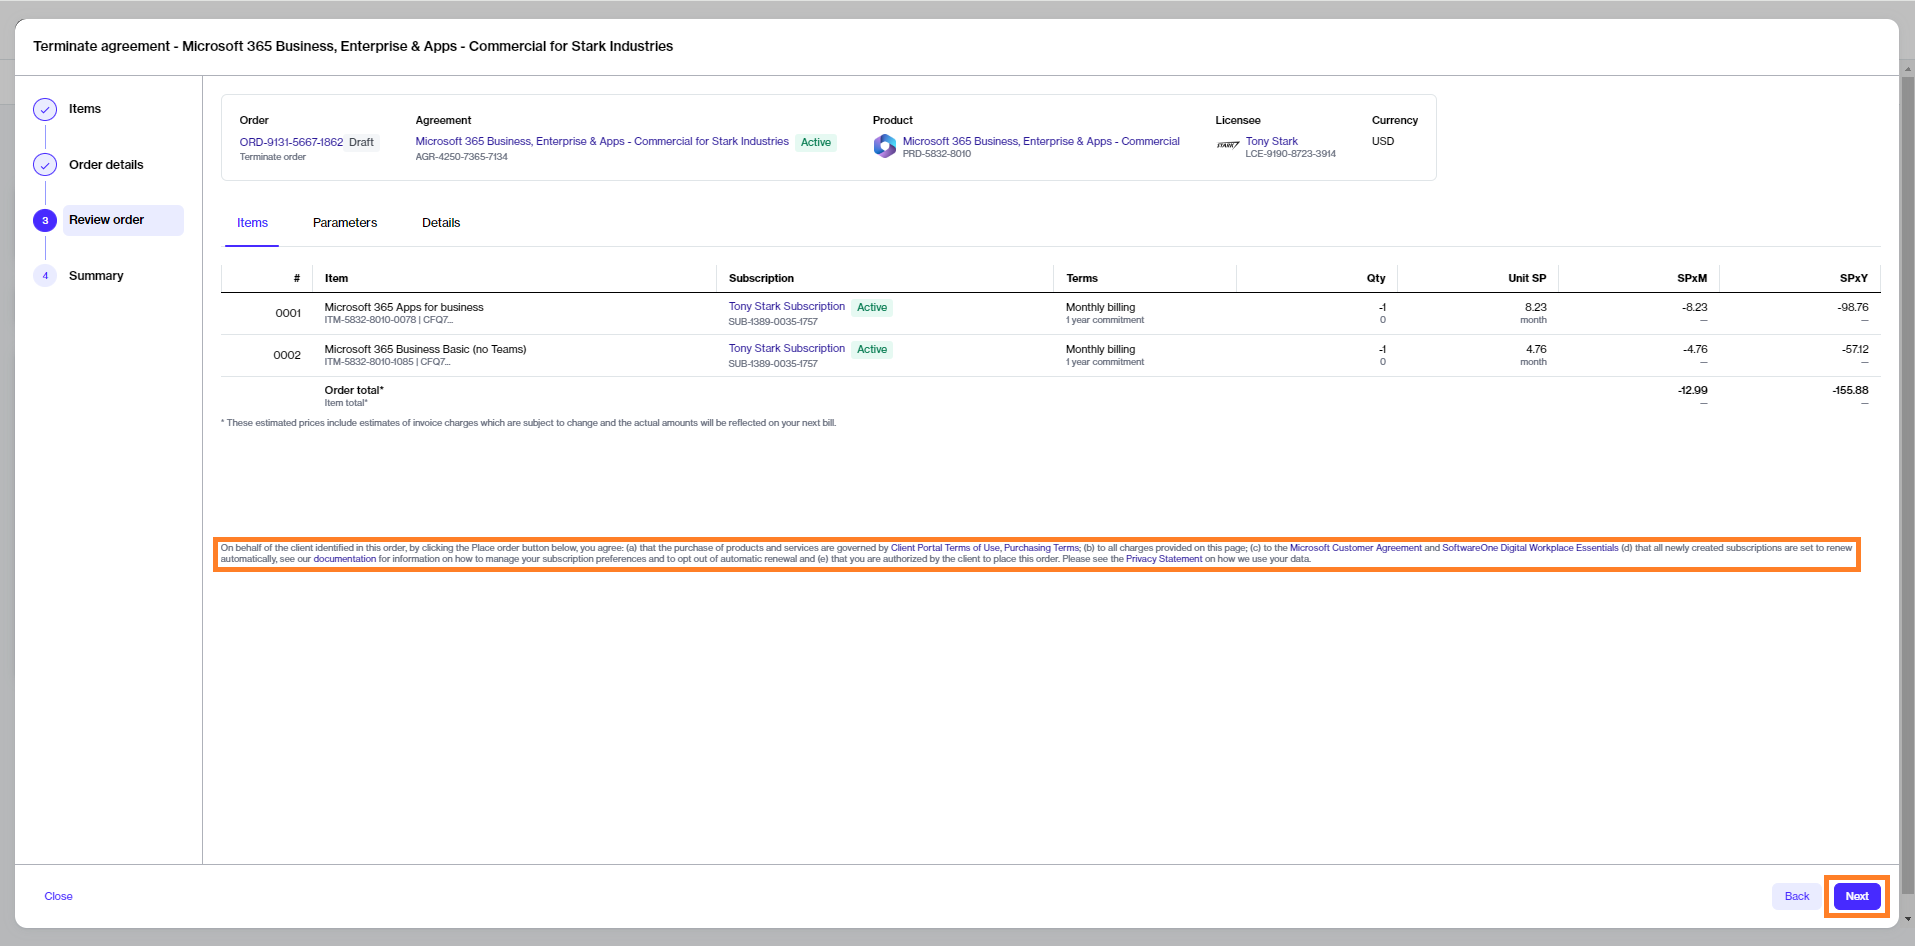 Terminate agreement - Microsoft 365 Business, Enterprise & Apps - Commercial for Stark Industries
Items
Order details
3 Review order
4 Summary
Order Agreement Product Licensee Currency
ORD-9131-5667-1862 Draft Microsoft 365 Business, Enterprise & Apps - Commercial for Stark Industries Active Microsoft 365 Business, Enterprise & Apps - Commercial STARK Tony Stark USD
Terminate order AGR-4250-7365-7134 PRD-5832-8010 LCE-9190-8723-3914
Items Parameters Details
# Item Subscription Terms Qty Unit SP SPxM SPxY
0001 Microsoft 365 Apps for business Tony Stark Subscription Active Monthly billing -1 8.23 -8.23 -98.76
ITM-5832-8010-0078 | CFQ7... SUB-1389-0035-1757 1 year commitment 0 month — —
0002 Microsoft 365 Business Basic (no Teams) Tony Stark Subscription Active Monthly billing -1 4.76 -4.76 -57.12
ITM-5832-8010-1085 | CFQ7... SUB-1389-0035-1757 1 year commitment 0 month — —
Order total* -12.99 -155.88
Item total* — —
* These estimated prices include estimates of invoice charges which are subject to change and the actual amounts will be reflected on your next bill.
On behalf of the client identified in this order, by clicking the Place order button below, you agree: (a) that the purchase of products and services are governed by Client Portal Terms of Use, Purchasing Terms; (b) to all charges provided on this page; (c) to the Microsoft Customer Agreement and SoftwareOne Digital Workplace Essentials (d) that all newly created subscriptions are set to renew
automatically, see our documentation for information on how to manage your subscription preferences and to opt out of automatic renewal and (e) that you are authorized by the client to place this order. Please see the Privacy Statement on how we use your data.
Close Back Next